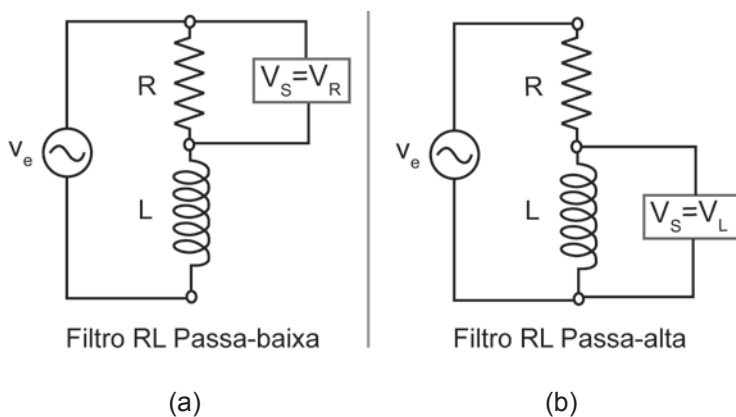 R
V_S=V_R
v_e
L
Filtro RL Passa-baixa
(a)
R
v_e
L
V_S=V_L
Filtro RL Passa-alta
(b)